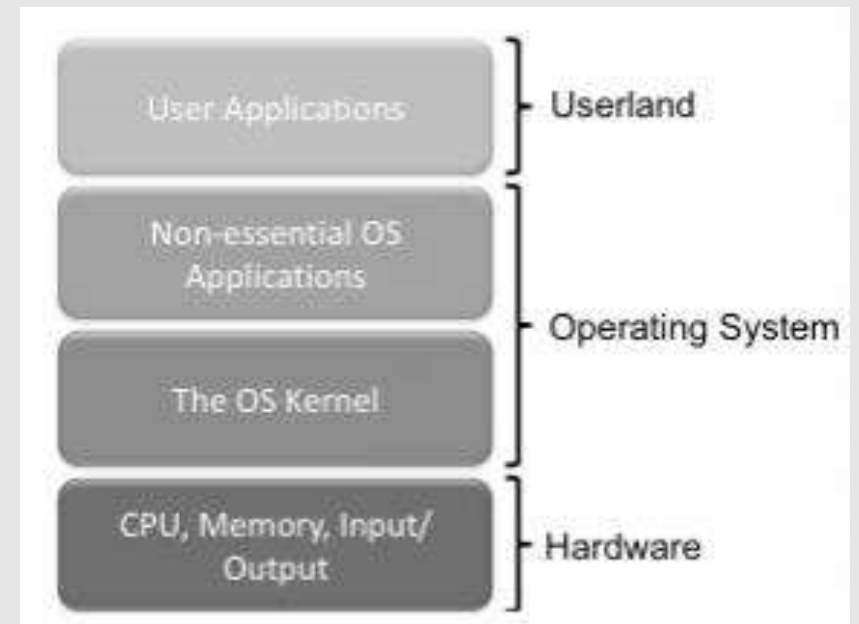 User Applications
Userland
Non-essential OS
Applications
Operating System
The OS Kernel
CPU, Memory, Input/
Output
Hardware